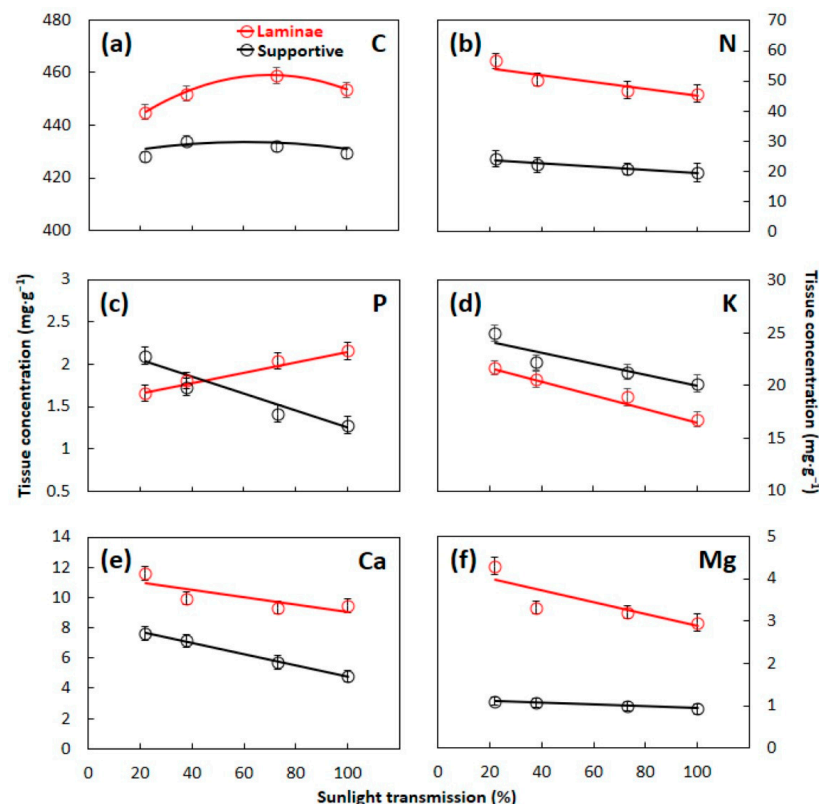 480
460
440
420
400
(a)
Laminae
Supportive
C
(b)
N
70
60
50
40
30
20
10
0
3
2.5
2
1.5
1
0.5
(c)
P
(d)
K
30
25
20
15
10
Tissue concentration (mg·g⁻¹)
Tissue concentration (mg·g⁻¹)
14
12
10
8
6
4
2
0
(e)
Ca
(f)
Mg
5
4
3
2
1
0
0 20 40 60 80 100
0 20 40 60 80 100
Sunlight transmission (%)